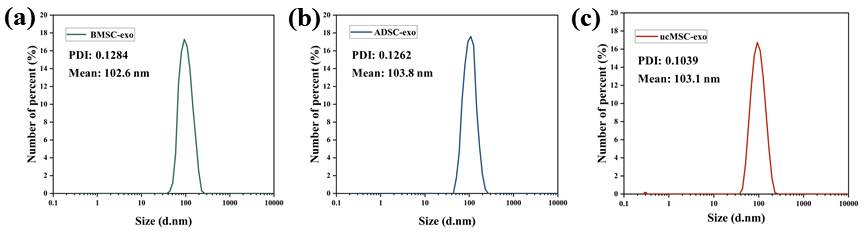 (a)
BMSC-exo
PDI: 0.1284
Mean: 102.6 nm
Number of percent (%)
20
18
16
14
12
10
8
6
4
2
0
0.1 1 10 100 1000 10000
Size (d.nm)
(b)
ADSC-exo
PDI: 0.1262
Mean: 103.8 nm
Number of percent (%)
20
18
16
14
12
10
8
6
4
2
0
0.1 1 10 100 1000 10000
Size (d.nm)
(c)
ucMSC-exo
PDI: 0.1039
Mean: 103.1 nm
Number of percent (%)
20
18
16
14
12
10
8
6
4
2
0
0.1 1 10 100 1000 10000
Size (d.nm)